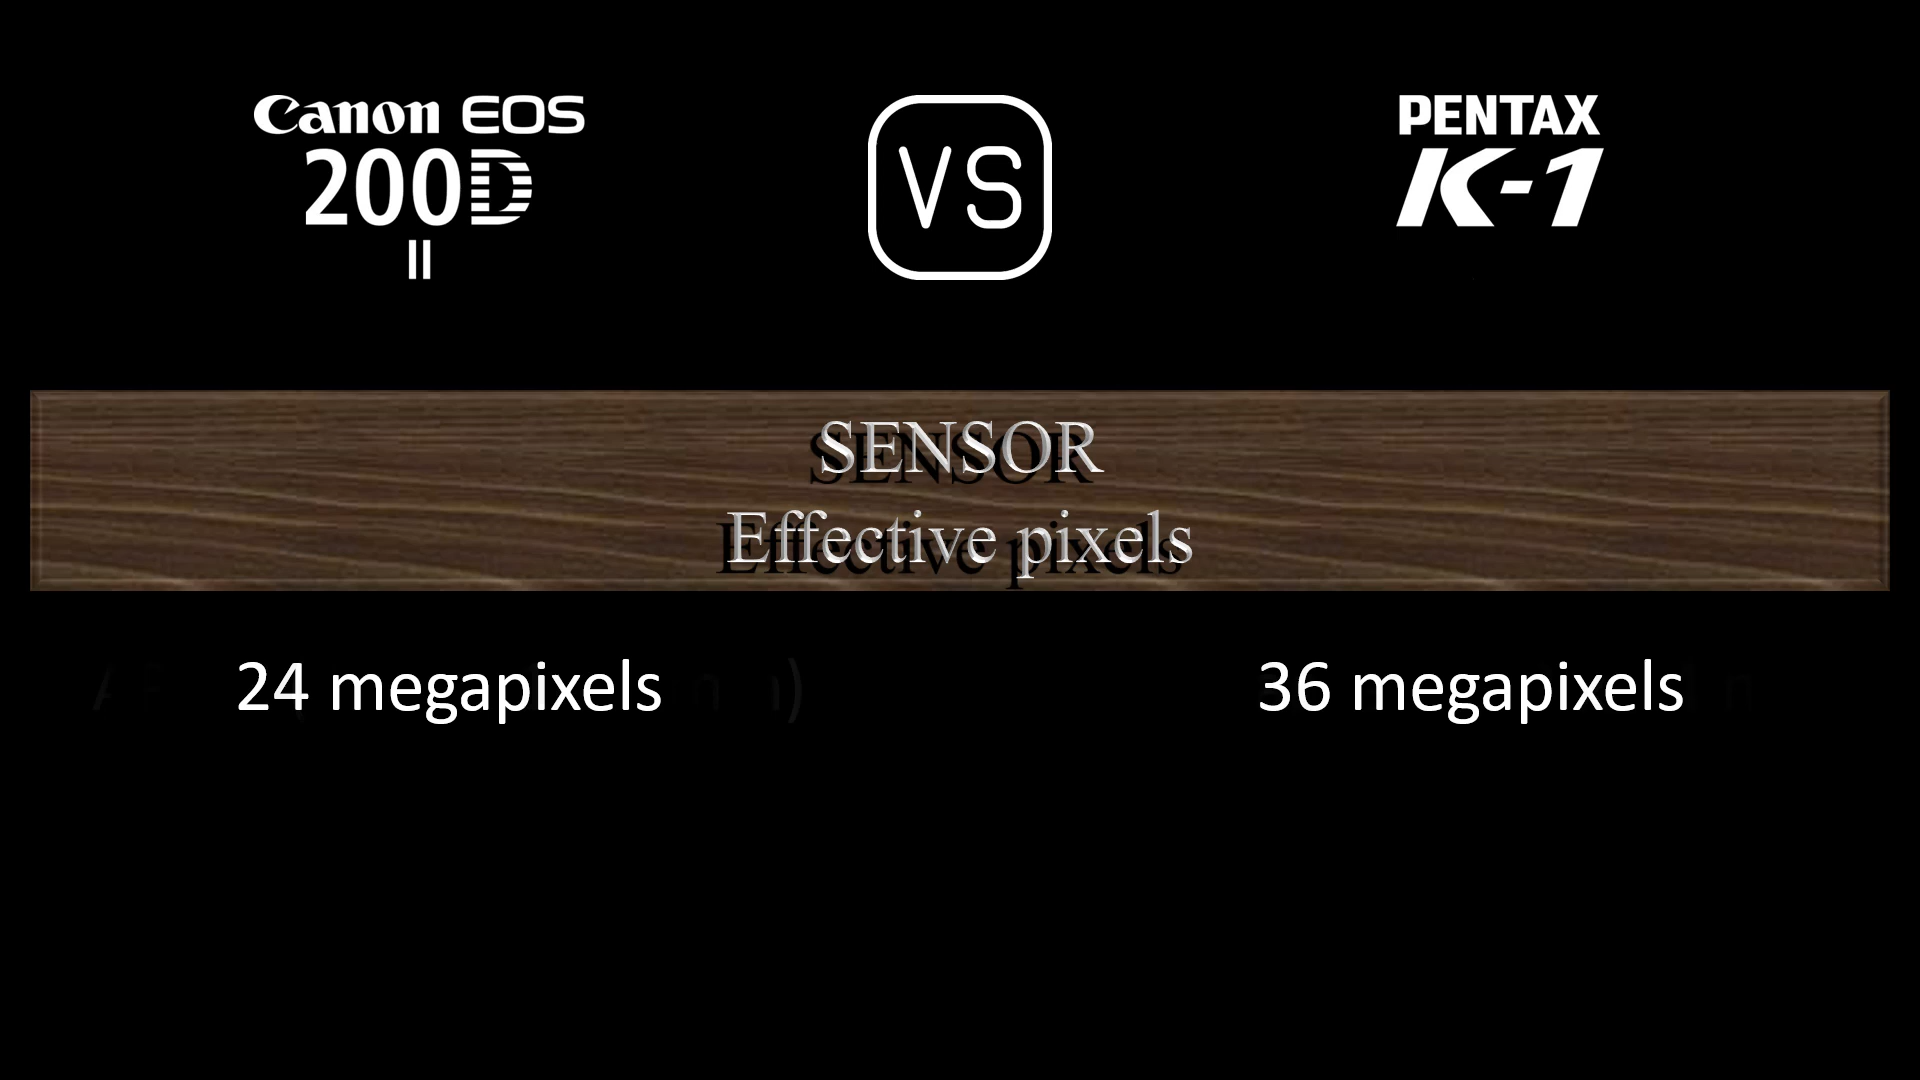 Canon EOS
200D
II
VS
PENTAX
K-1
SENSOR
Effective pixels
24 megapixels
36 megapixels